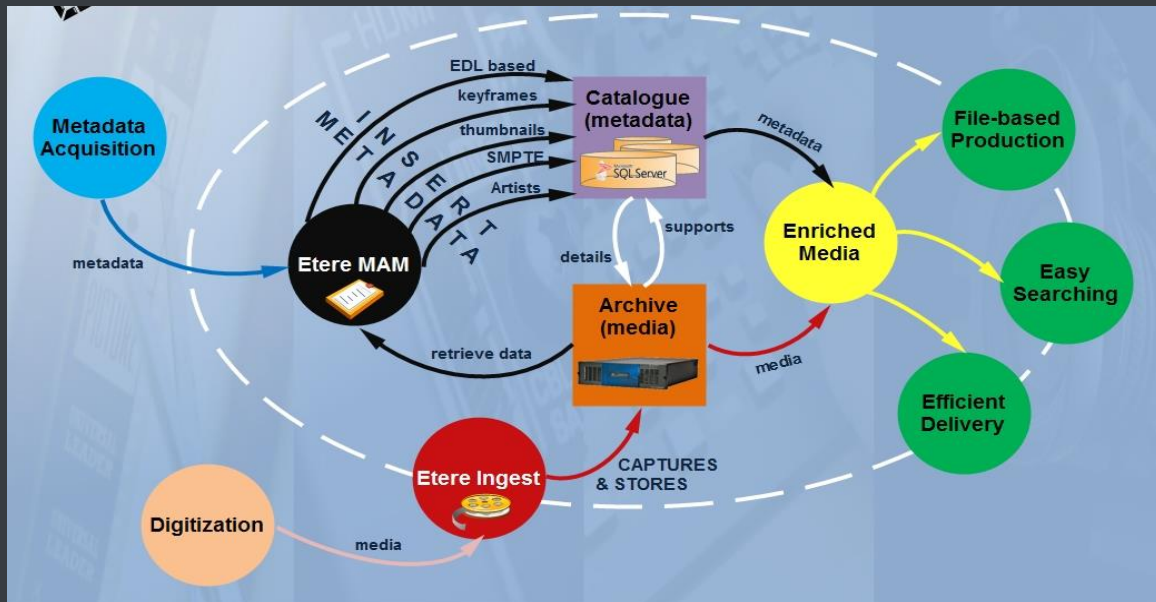 Metadata
Acquisition
metadata
INSERT
METADATA
EDL based
keyframes
thumbnails
SMPTE
Artists
Etere MAM
Catalogue
(metadata)
SQL Server
metadata
details
supports
Archive
(media)
retrieve data
media
Etere Ingest
CAPTURES
& STORES
Digitization
media
Enriched
Media
File-based
Production
Easy
Searching
Efficient
Delivery